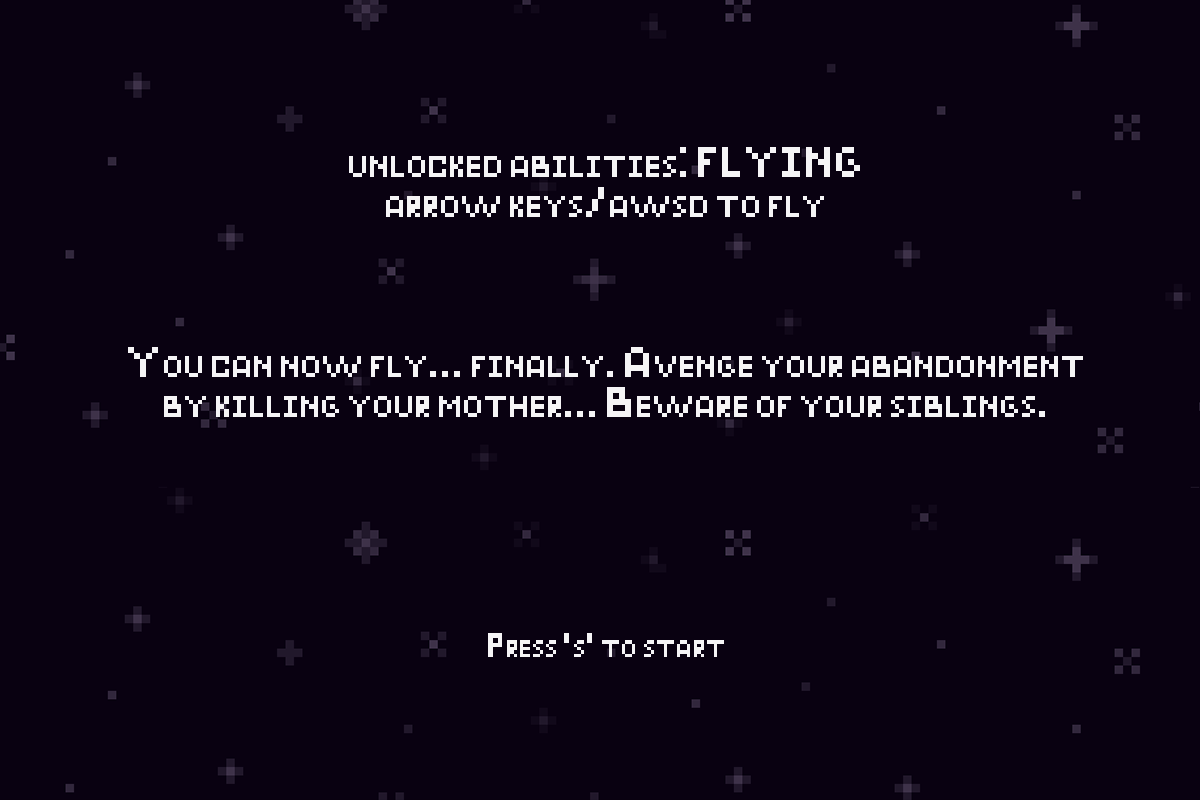 UNLOCKED ABILITIES: FLYING
ARROW KEYS/AWSD TO FLY
YOU CAN NOW FLY... FINALLY. AVENGE YOUR ABANDONMENT
BY KILLING YOUR MOTHER... BEWARE OF YOUR SIBLINGS.
PRESS 'S' TO START